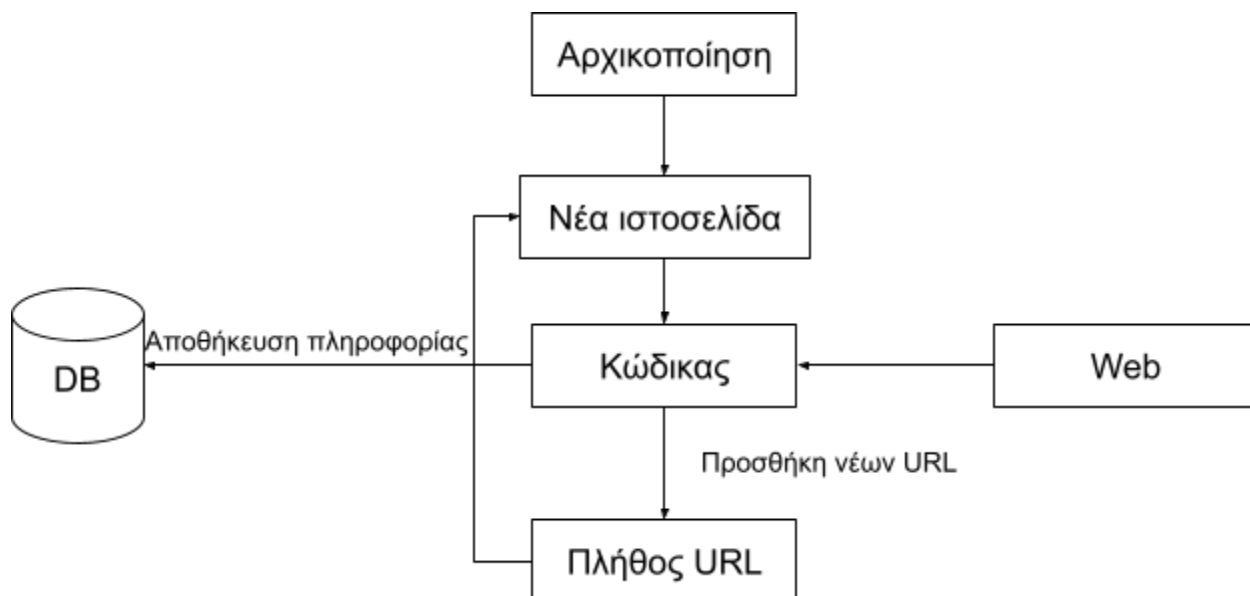 Αρχικοποίηση
Νέα ιστοσελίδα
Αποθήκευση πληροφορίας
DB
Κώδικας
Web
Προσθήκη νέων URL
Πλήθος URL